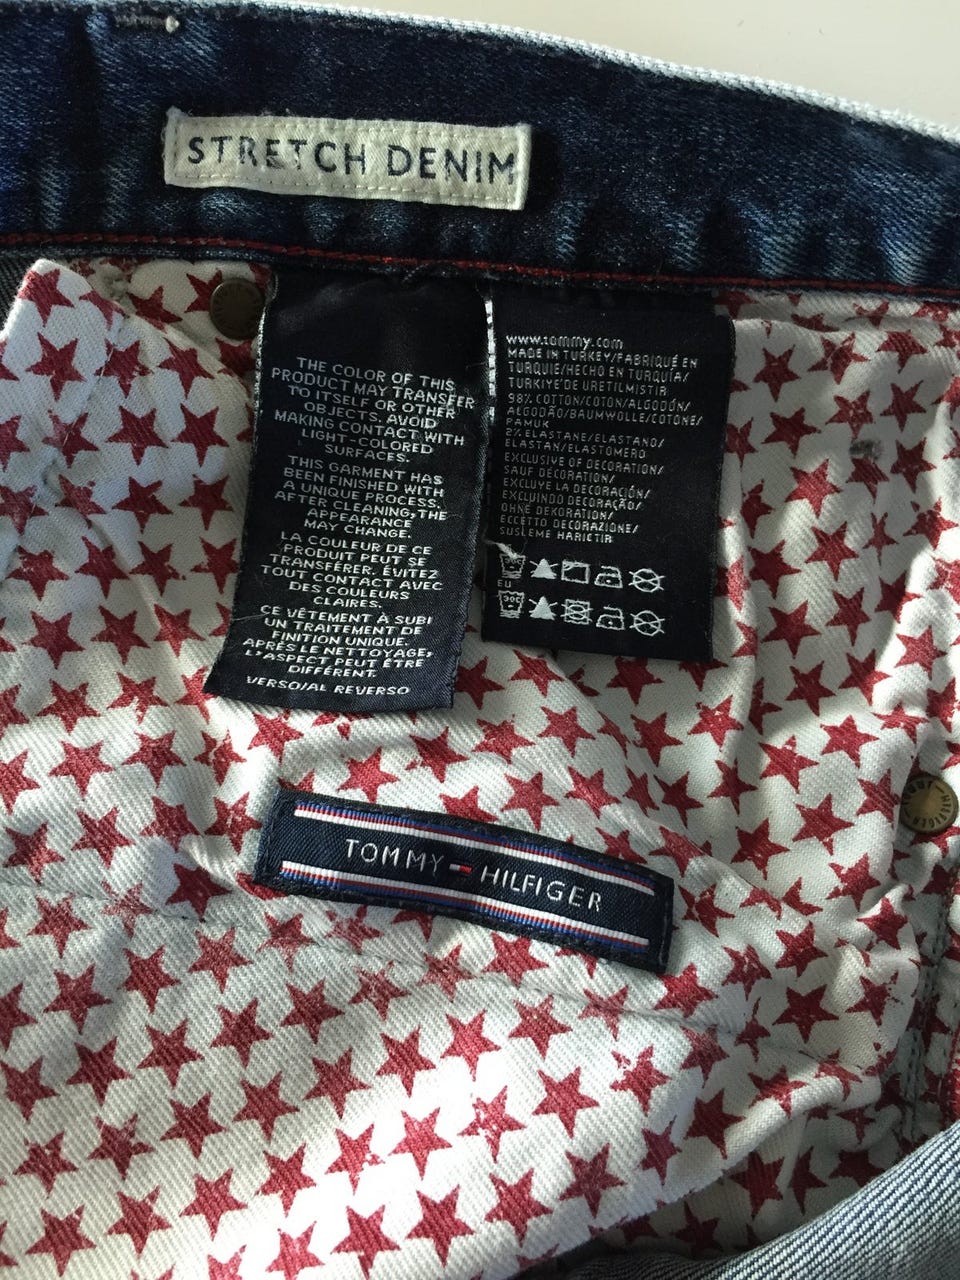 STRETCH DENIM
THE COLOR OF THIS
PRODUCT MAY TRANSFER
TO ITSELF OR OTHER
OBJECTS. AVOID
MAKING CONTACT WITH
LIGHT-COLORED
SURFACES.
THIS GARMENT HAS
BEEN FINISHED WITH
A UNIQUE PROCESS.
AFTER CLEANING, THE
APPEARANCE
MAY CHANGE.
LA COULEUR DE CE
PRODUIT PEUT SE
TRANSFÉRER. ÉVITEZ
TOUT CONTACT AVEC
DES COULEURS
CLAIRES.
CE VÊTEMENT À SUBI
UN TRAITEMENT DE
FINITION UNIQUE.
APRÈS LE NETTOYAGE,
L'ASPECT PEUT ÊTRE
DIFFÉRENT.
VERSO/AL REVERSO
www.tommy.com
MADE IN TURKEY/FABRIQUÉ EN
TURQUIE/HECHO EN TURQUÍA/
TURKIYE'DE URETILMISTIR
98% COTTON/COTON/ALGODÓN/
ALGODÃO/BAUMWOLLE/COTONE/
PAMUK
2% ELASTANE/ELASTANO/
ELASTAN/ELASTOMERO
EXCLUSIVE OF DECORATION/
SAUF DÉCORATION/
EXCLUYE LA DECORACIÓN/
EXCLUINDO DECORAÇÃO/
OHNE DEKORATION/
ECCETTO DECORAZIONE/
SUSLEME HARICTIR
EU
30C
TOMMY HILFIGER